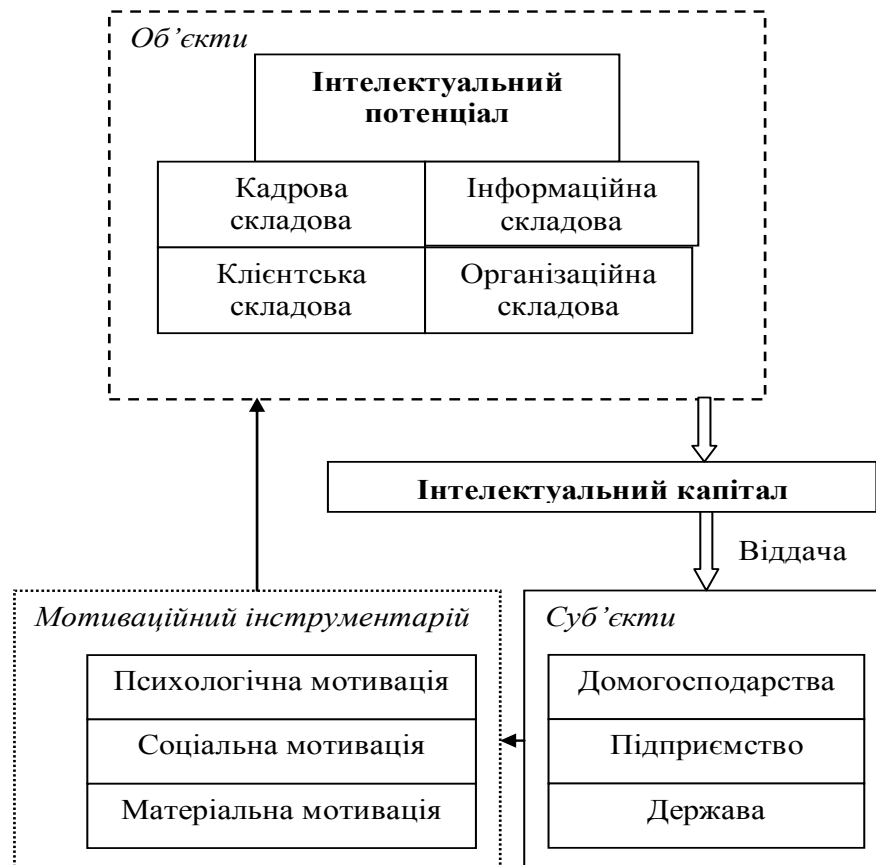 Об’єкти
Інтелектуальний
потенціал
Кадрова
складова
Інформаційна
складова
Клієнтська
складова
Організаційна
складова
Інтелектуальний капітал
Віддача
Мотиваційний інструментарій
Психологічна мотивація
Соціальна мотивація
Матеріальна мотивація
Суб’єкти
Домогосподарства
Підприємство
Держава